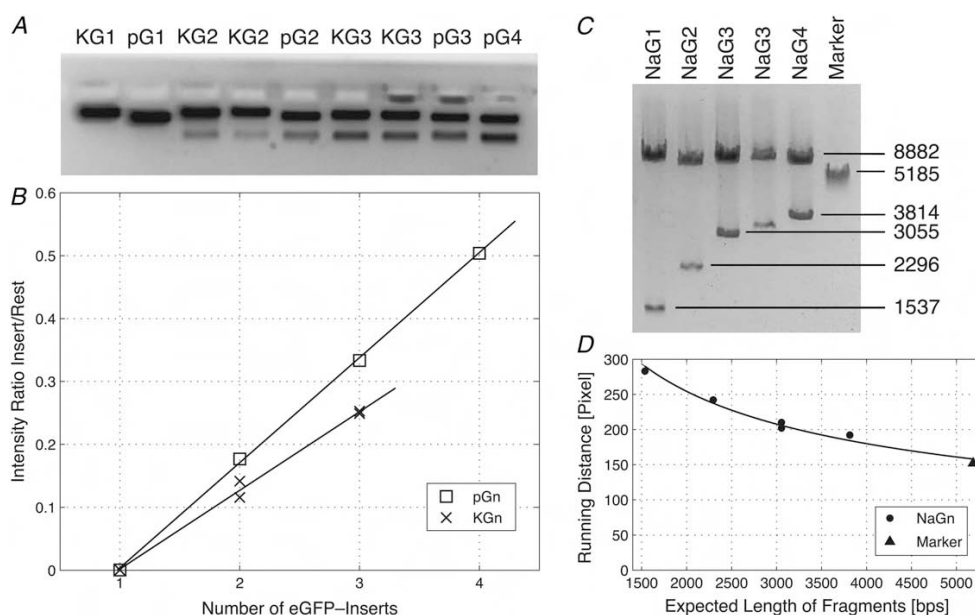 A
KG1 pG1 KG2 KG2 pG2 KG3 KG3 pG3 pG4
B
Intensity Ratio Insert/Rest
0.6
0.5
0.4
0.3
0.2
0.1
0
1 2 3 4
Number of eGFP–Inserts
pGn
KGn
C
NaG1 NaG2 NaG3 NaG3 NaG4 Marker
8882
5185
3814
3055
2296
1537
D
Running Distance [Pixel]
300
250
200
150
100
50
0
1500 2000 2500 3000 3500 4000 4500 5000
Expected Length of Fragments [bps]
NaGn
Marker